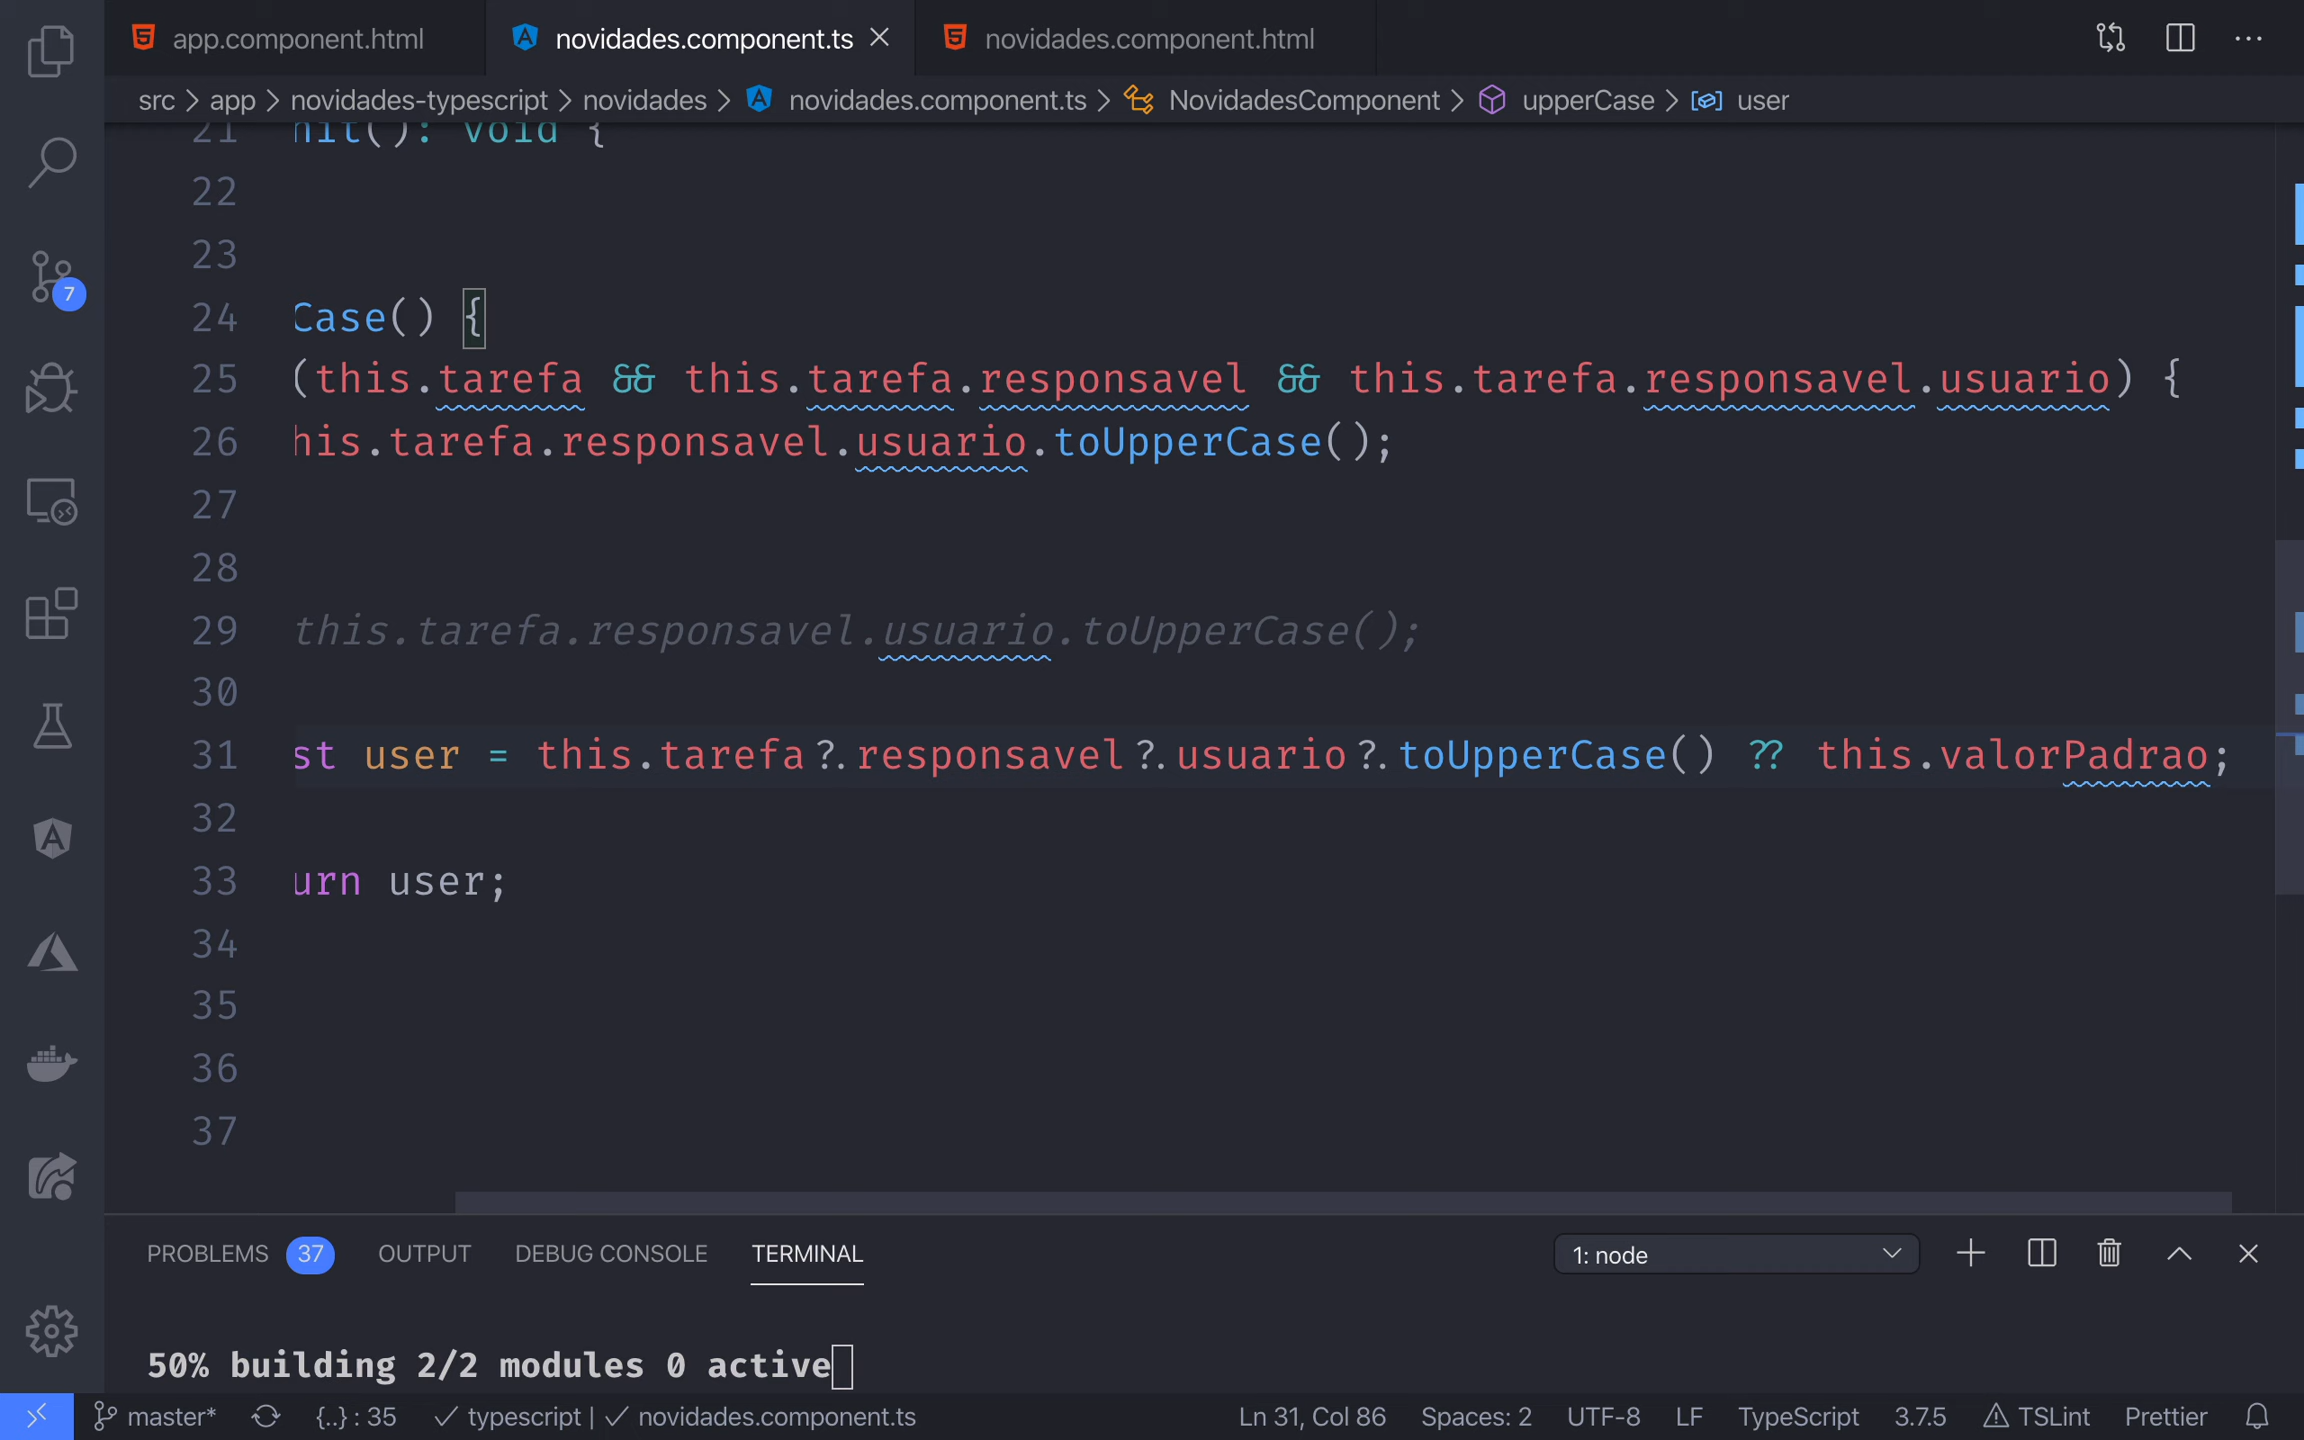 app.component.html
novidades.component.ts
novidades.component.html
src > app > novidades-typescript > novidades > novidades.component.ts > NovidadesComponent > upperCase > user
21 nit(): void {
22
23
24 Case() {
25 (this.tarefa && this.tarefa.responsavel && this.tarefa.responsavel.usuario) {
26 his.tarefa.responsavel.usuario.toUpperCase();
27
28
29 this.tarefa.responsavel.usuario.toUpperCase();
30
31 st user = this.tarefa?.responsavel?.usuario?.toUpperCase() ?? this.valorPadrao;
32
33 urn user;
34
35
36
37
7
PROBLEMS 37 OUTPUT DEBUG CONSOLE TERMINAL 1: node
50% building 2/2 modules 0 active
master* {..} : 35 ✓ typescript | ✓ novidades.component.ts Ln 31, Col 86 Spaces: 2 UTF-8 LF TypeScript 3.7.5 ⚠ TSLint Prettier